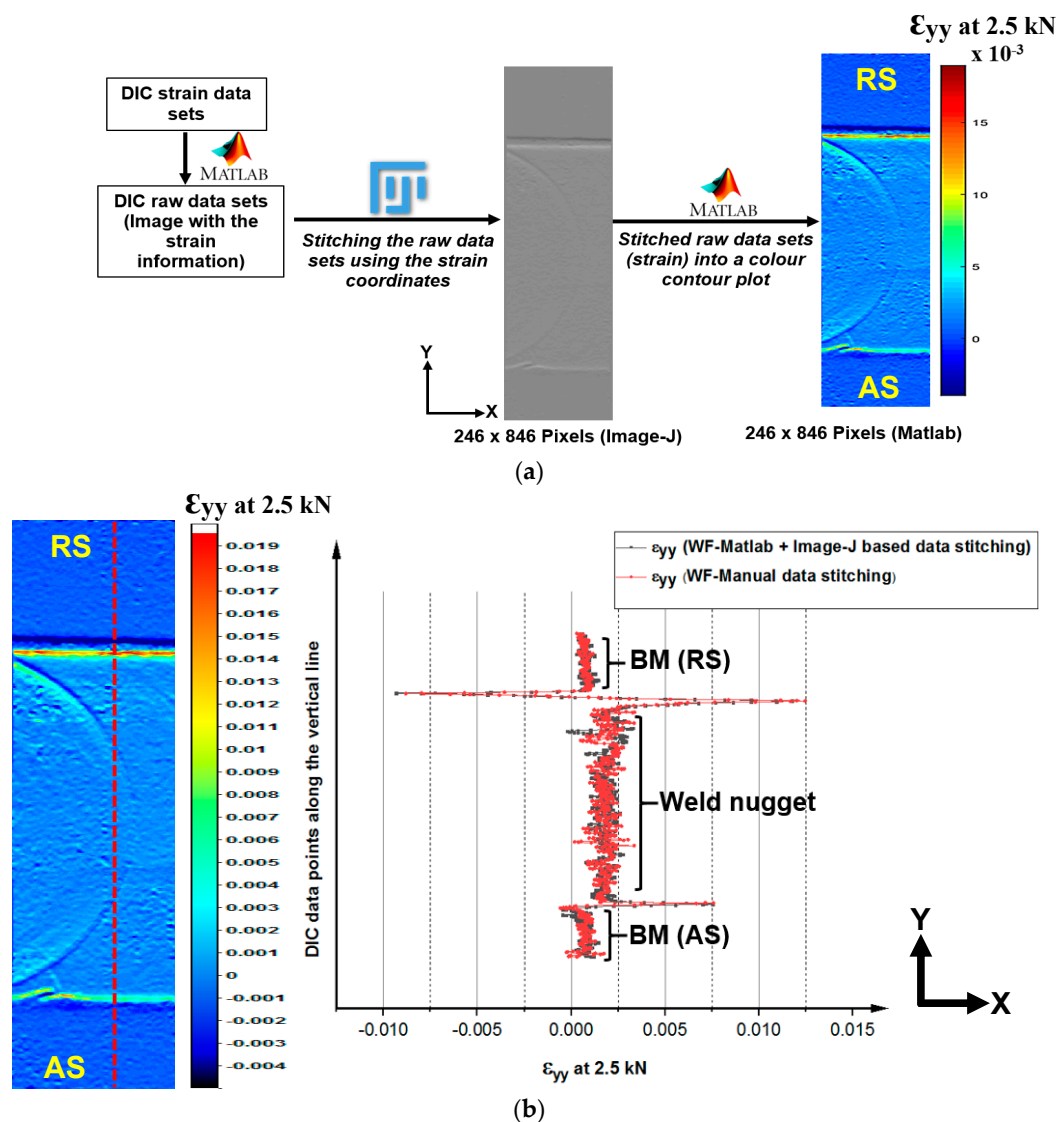 εyy at 2.5 kN
x 10-3
DIC strain data
sets
MATLAB
DIC raw data sets
(Image with the
strain
information)
Stitching the raw data
sets using the strain
coordinates
MATLAB
Stitched raw data sets
(strain) into a colour
contour plot
RS
AS
15
10
5
0
Y
X
246 x 846 Pixels (Image-J)
246 x 846 Pixels (Matlab)
(a)
εyy at 2.5 kN
RS
AS
0.019
0.018
0.017
0.016
0.015
0.014
0.013
0.012
0.011
0.01
0.009
0.008
0.007
0.006
0.005
0.004
0.003
0.002
0.001
0
-0.001
-0.002
-0.003
-0.004
εyy (WF-Matlab + Image-J based data stitching)
εyy (WF-Manual data stitching)
DIC data points along the vertical line
BM (RS)
Weld nugget
BM (AS)
-0.010 -0.005 0.000 0.005 0.010 0.015
εyy at 2.5 kN
Y
X
(b)